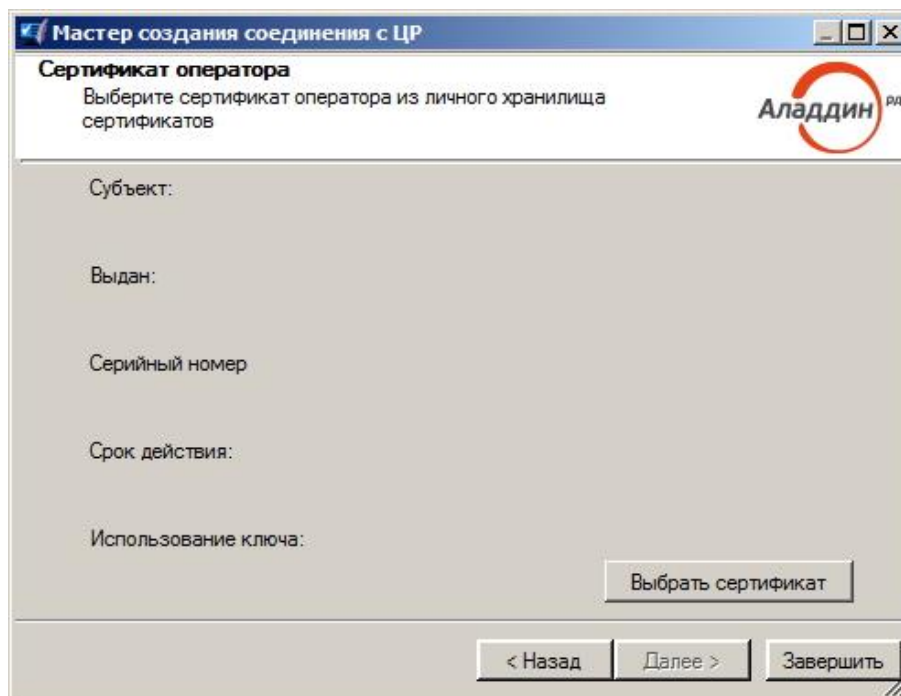 Мастер создания соединения с ЦР
Сертификат оператора
Выберите сертификат оператора из личного хранилища
сертификатов
Аладдин РД
Субъект:
Выдан:
Серийный номер
Срок действия:
Использование ключа:
Выбрать сертификат
< Назад
Далее >
Завершить